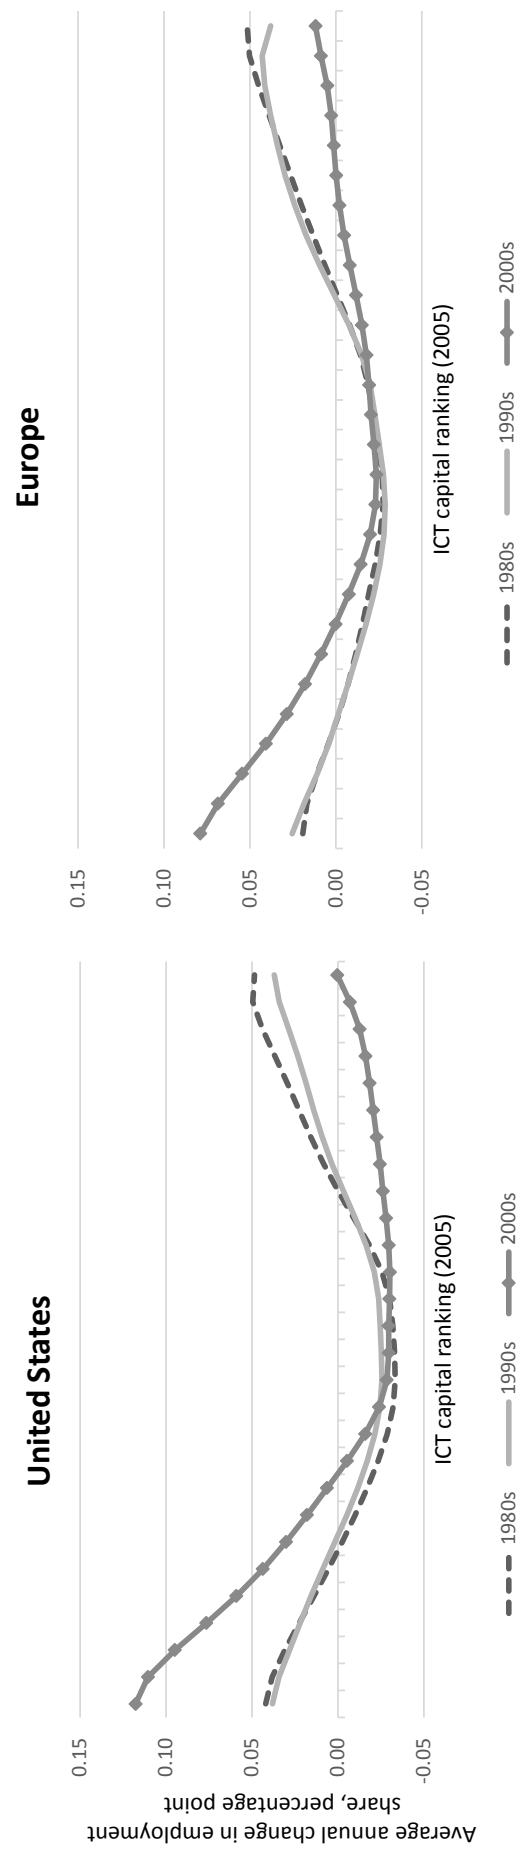 United States
Average annual change in employment
share, percentage point
0.15
0.10
0.05
0.00
-0.05
ICT capital ranking (2005)
1980s 1990s 2000s
Europe
0.15
0.10
0.05
0.00
-0.05
ICT capital ranking (2005)
1980s 1990s 2000s